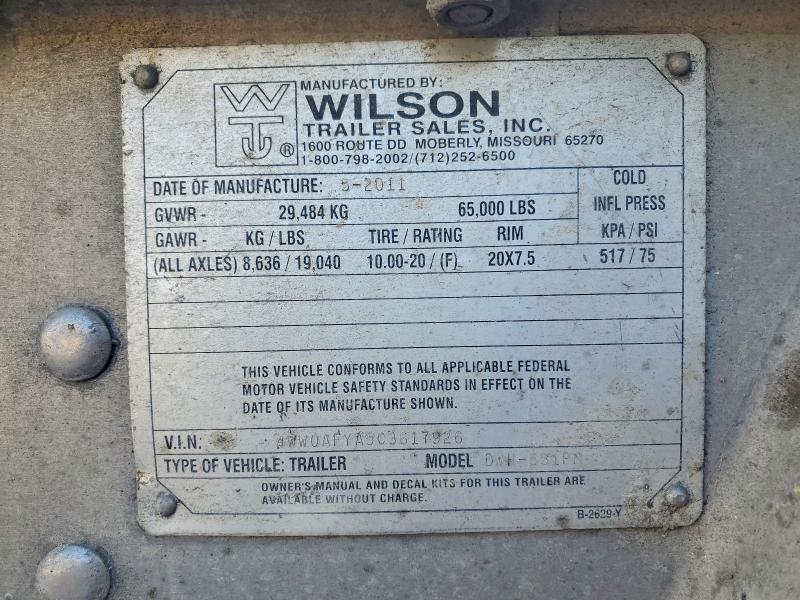 WT ®
MANUFACTURED BY:
WILSON
TRAILER SALES, INC.
1600 ROUTE DD MOBERLY, MISSOURI 65270
1-800-798-2002/(712)252-6500
DATE OF MANUFACTURE: 5-2011
GVWR - 29,484 KG 65,000 LBS
COLD
INFL PRESS
KPA / PSI
GAWR - KG / LBS TIRE / RATING RIM
(ALL AXLES) 8,636 / 19,040 10.00-20 / (F) 20X7.5 517 / 75
THIS VEHICLE CONFORMS TO ALL APPLICABLE FEDERAL
MOTOR VEHICLE SAFETY STANDARDS IN EFFECT ON THE
DATE OF ITS MANUFACTURE SHOWN.
V.I.N:
TYPE OF VEHICLE: TRAILER MODEL
OWNER'S MANUAL AND DECAL KITS FOR THIS TRAILER ARE
AVAILABLE WITHOUT CHARGE.
B-2629-Y